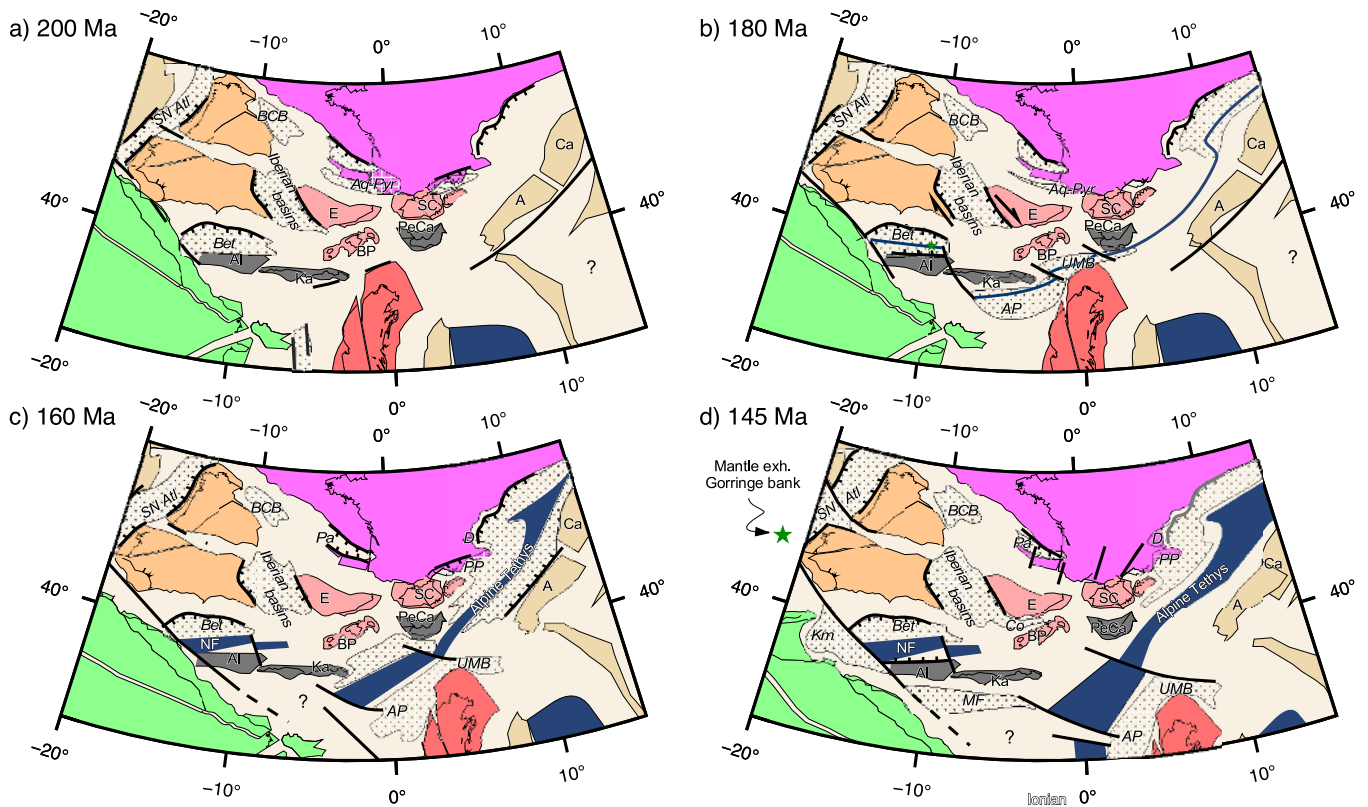 a) 200 Ma
−20°
−10°
0°
10°
40°
40°
−20°
−10°
0°
10°
SN Atl
BCB
Iberian basins
Aq-Pyr
E
SC
C
PeCa
BP
Bet
Al
Ka
Ca
A
?
b) 180 Ma
−20°
−10°
0°
10°
40°
40°
−20°
−10°
0°
10°
SN Atl
BCB
Iberian basins
Aq-Pyr
E
SC
C
PeCa
BP
UMB
Bet
Al
Ka
AP
Ca
A
?
c) 160 Ma
−20°
−10°
0°
10°
40°
40°
−20°
−10°
0°
10°
SN Atl
BCB
Pa
D
PP
Iberian basins
E
SC
PeCa
BP
Alpine Tethys
Bet
NF
Al
Ka
UMB
AP
Ca
A
?
d) 145 Ma
Mantle exh.
Gorringe bank
−20°
−10°
0°
10°
40°
40°
−20°
−10°
0°
10°
SN Atl
BCB
Pa
D
PP
Iberian basins
E
SC
Co
BP
PeCa
Alpine Tethys
Km
Bet
NF
Al
Ka
MF
UMB
AP
Ca
A
?
Ionian